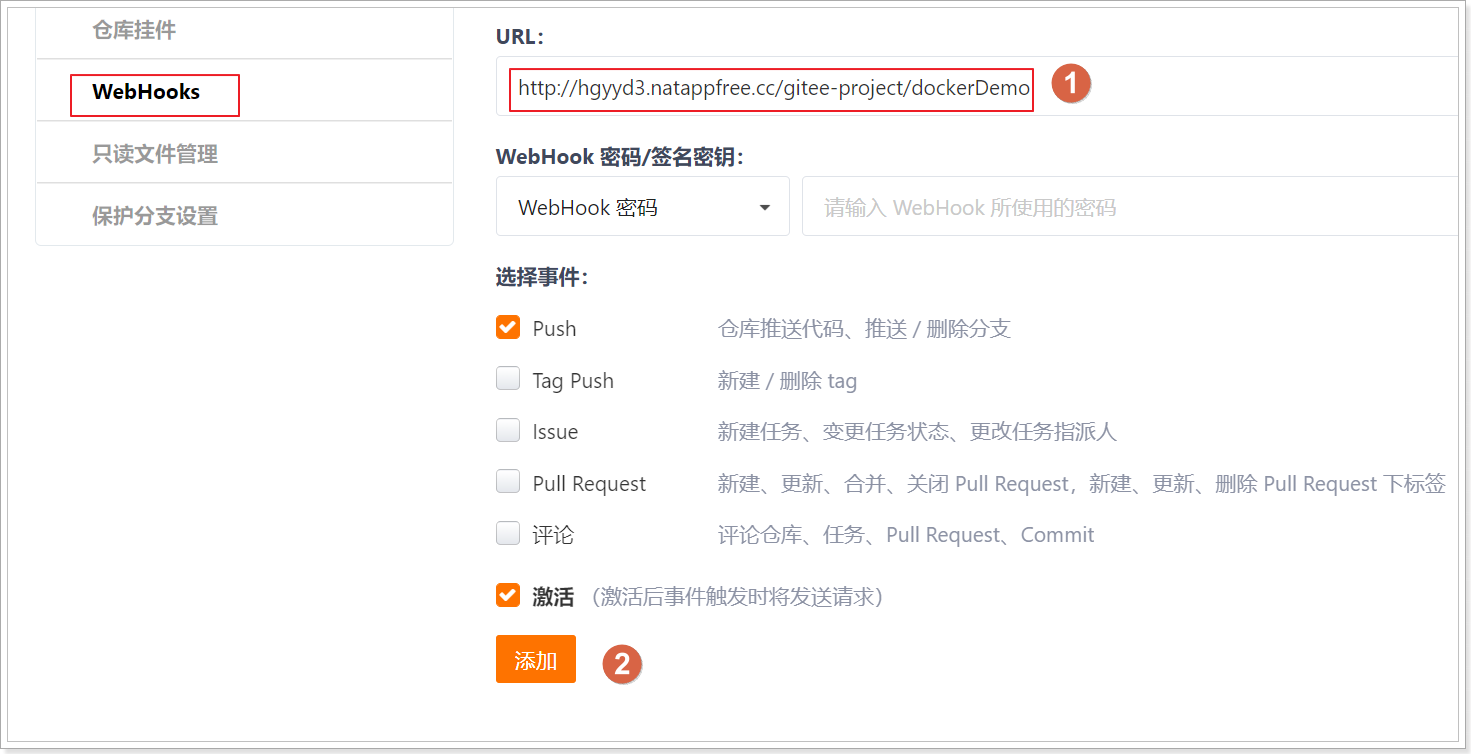 仓库挂件
WebHooks
只读文件管理
保护分支设置
URL:
http://hgyyd3.natappfree.cc/gitee-project/dockerDemo
1
WebHook 密码/签名密钥:
WebHook 密码
请输入 WebHook 所使用的密码
选择事件:
Push 仓库推送代码、推送 / 删除分支
Tag Push 新建 / 删除 tag
Issue 新建任务、变更任务状态、更改任务指派人
Pull Request 新建、更新、合并、关闭 Pull Request，新建、更新、删除 Pull Request 下标签
评论 评论仓库、任务、Pull Request、Commit
激活 （激活后事件触发时将发送请求）
添加
2